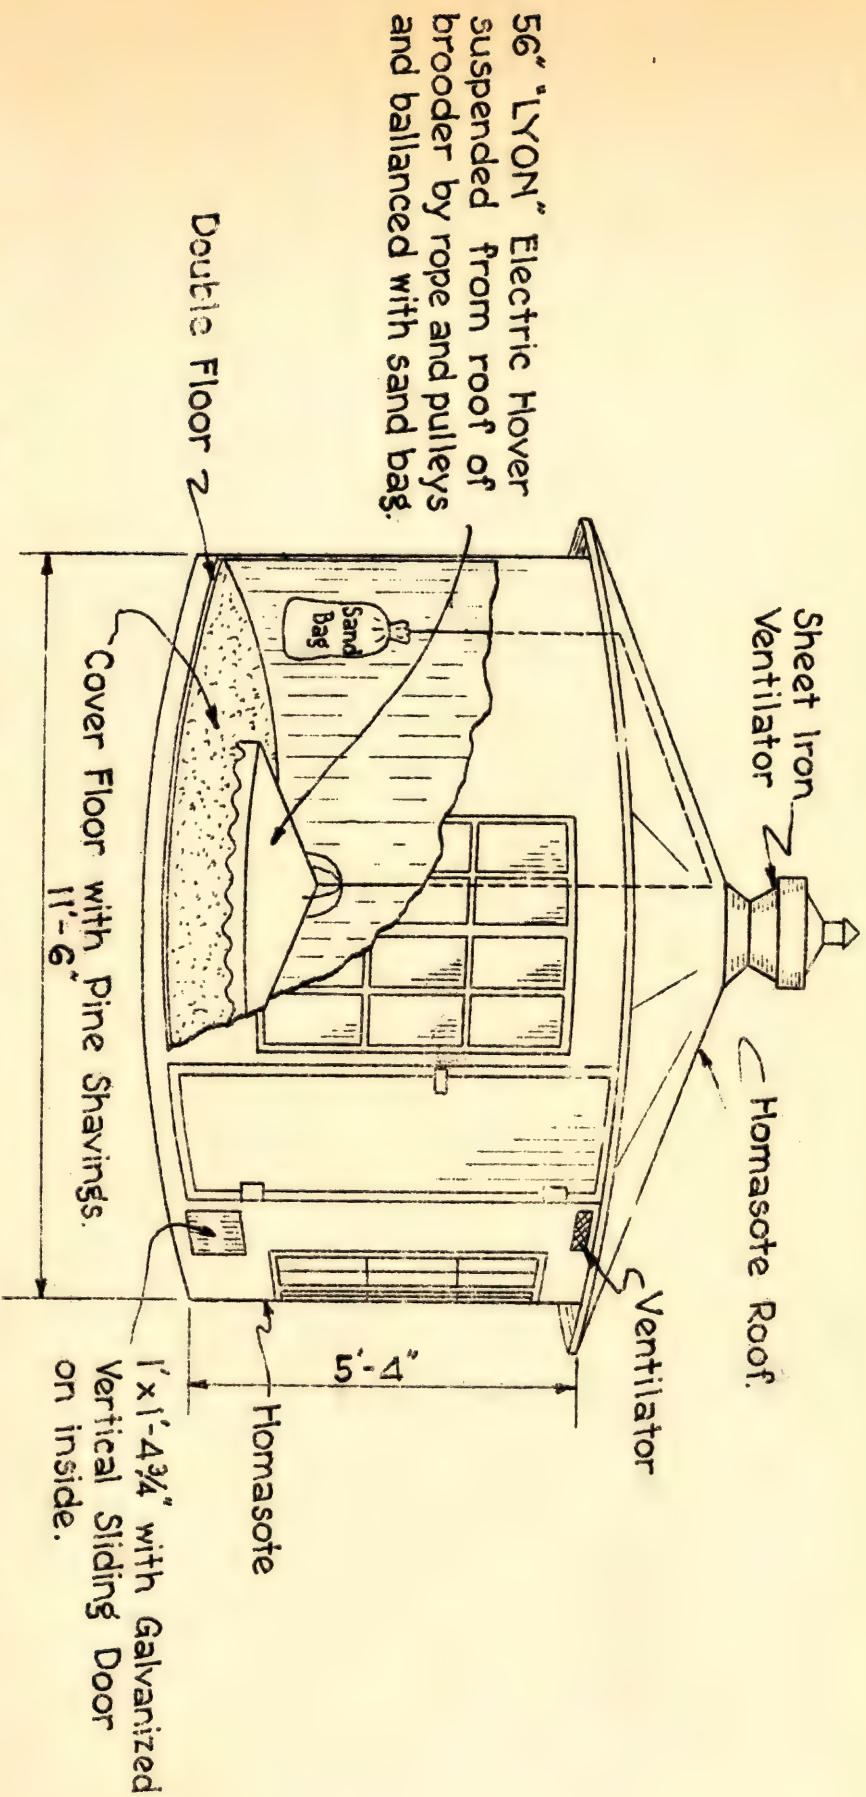 Sheet Iron
Ventilator
Homasote Roof.
56" "LYON" Electric Hover
suspended from roof of
brooder by rope and pulleys
and ballanced with sand bag.
Ventilator
Sand
Bag
5'-4"
Double Floor
Homasote
Cover Floor with Pine Shavings.
11'-6"
1'x1'-4¾" with Galvanized
Vertical Sliding Door
on inside.